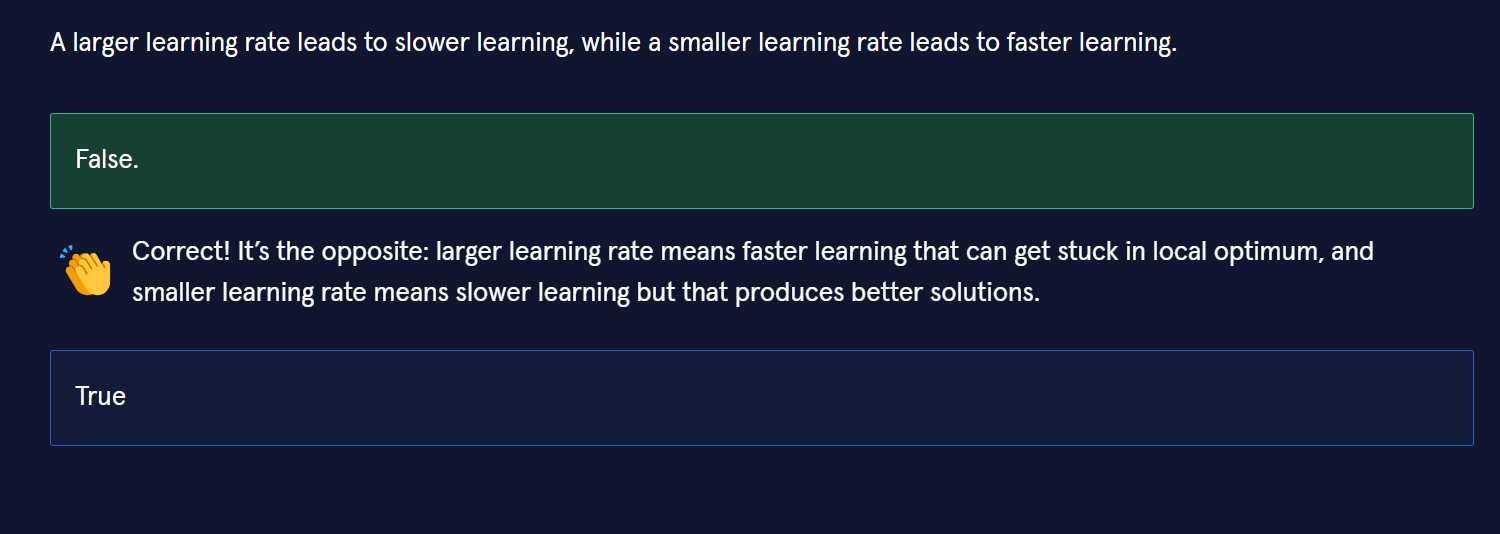 A larger learning rate leads to slower learning, while a smaller learning rate leads to faster learning.
False.
Correct! It’s the opposite: larger learning rate means faster learning that can get stuck in local optimum, and
smaller learning rate means slower learning but that produces better solutions.
True